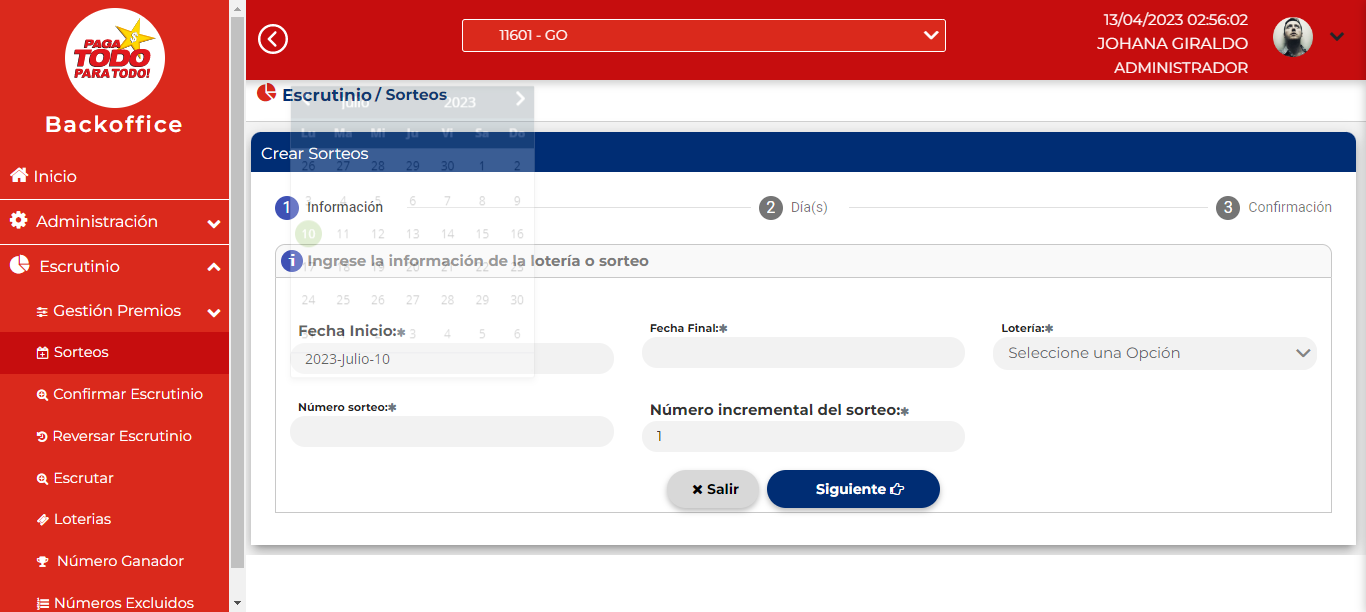 PAGA
TODO
PARA TODO!
Backoffice
Inicio
Administración
Escrutinio
Gestión Premios
Sorteos
Confirmar Escrutinio
Reversar Escrutinio
Escrutar
Loterias
Número Ganador
Números Excluidos
11601 - GO
13/04/2023 02:56:02
JOHANA GIRALDO
ADMINISTRADOR
Escrutinio / Sorteos
Julio 2023
Lu Ma Mi Ju Vi Sa Do
Crear Sorteos
26 27 28 29 30 1 2
3 4 5 6 7 8 9
1 Información
2 Día(s)
3 Confirmación
10 11 12 13 14 15 16
Ingrese la información de la lotería o sorteo
17 18 19 20 21 22 23
24 25 26 27 28 29 30
31 1 2 3 4 5 6
Fecha Inicio:*
2023-Julio-10
Fecha Final:*
Lotería:*
Seleccione una Opción
Número sorteo:*
Número incremental del sorteo:*
1
Salir
Siguiente